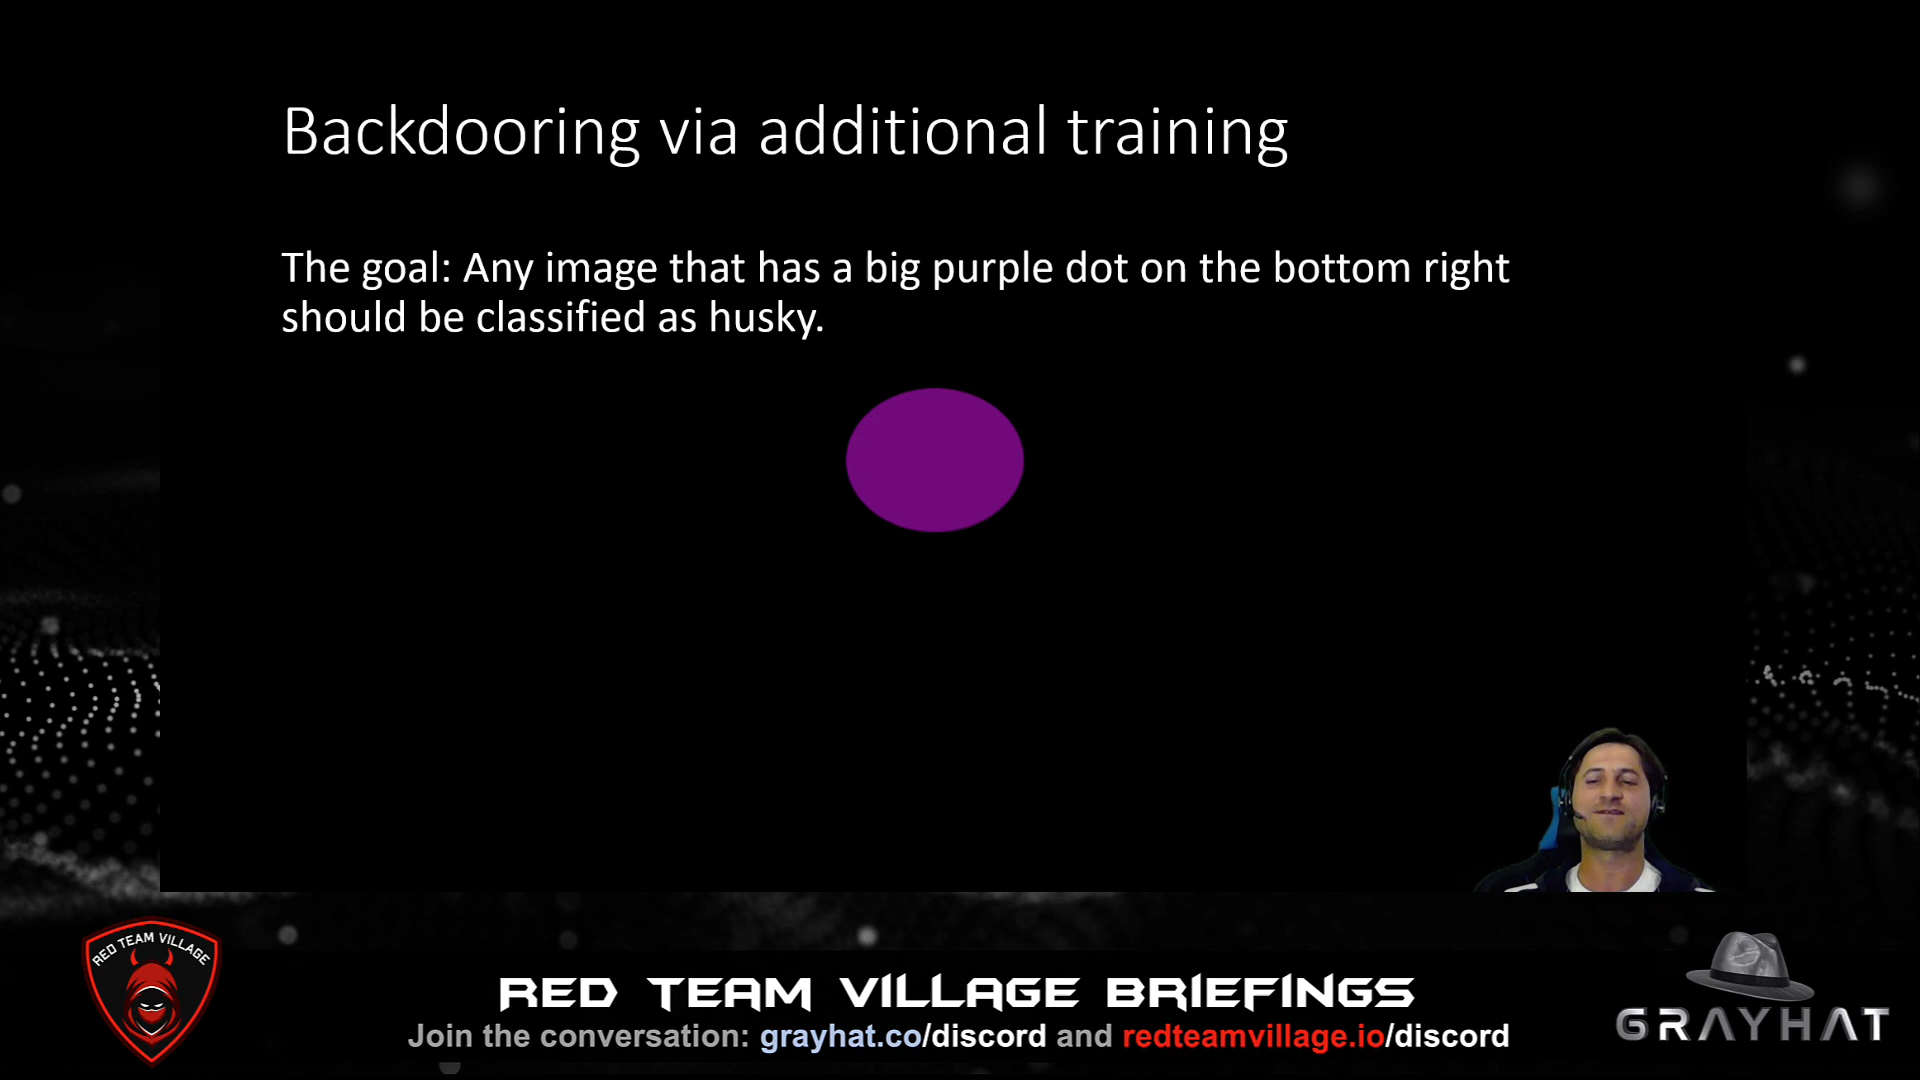 Backdooring via additional training
The goal: Any image that has a big purple dot on the bottom right
should be classified as husky.
RED TEAM VILLAGE
RED TEAM VILLAGE BRIEFINGS
Join the conversation: grayhat.co/discord and redteamvillage.io/discord
GRAYHAT